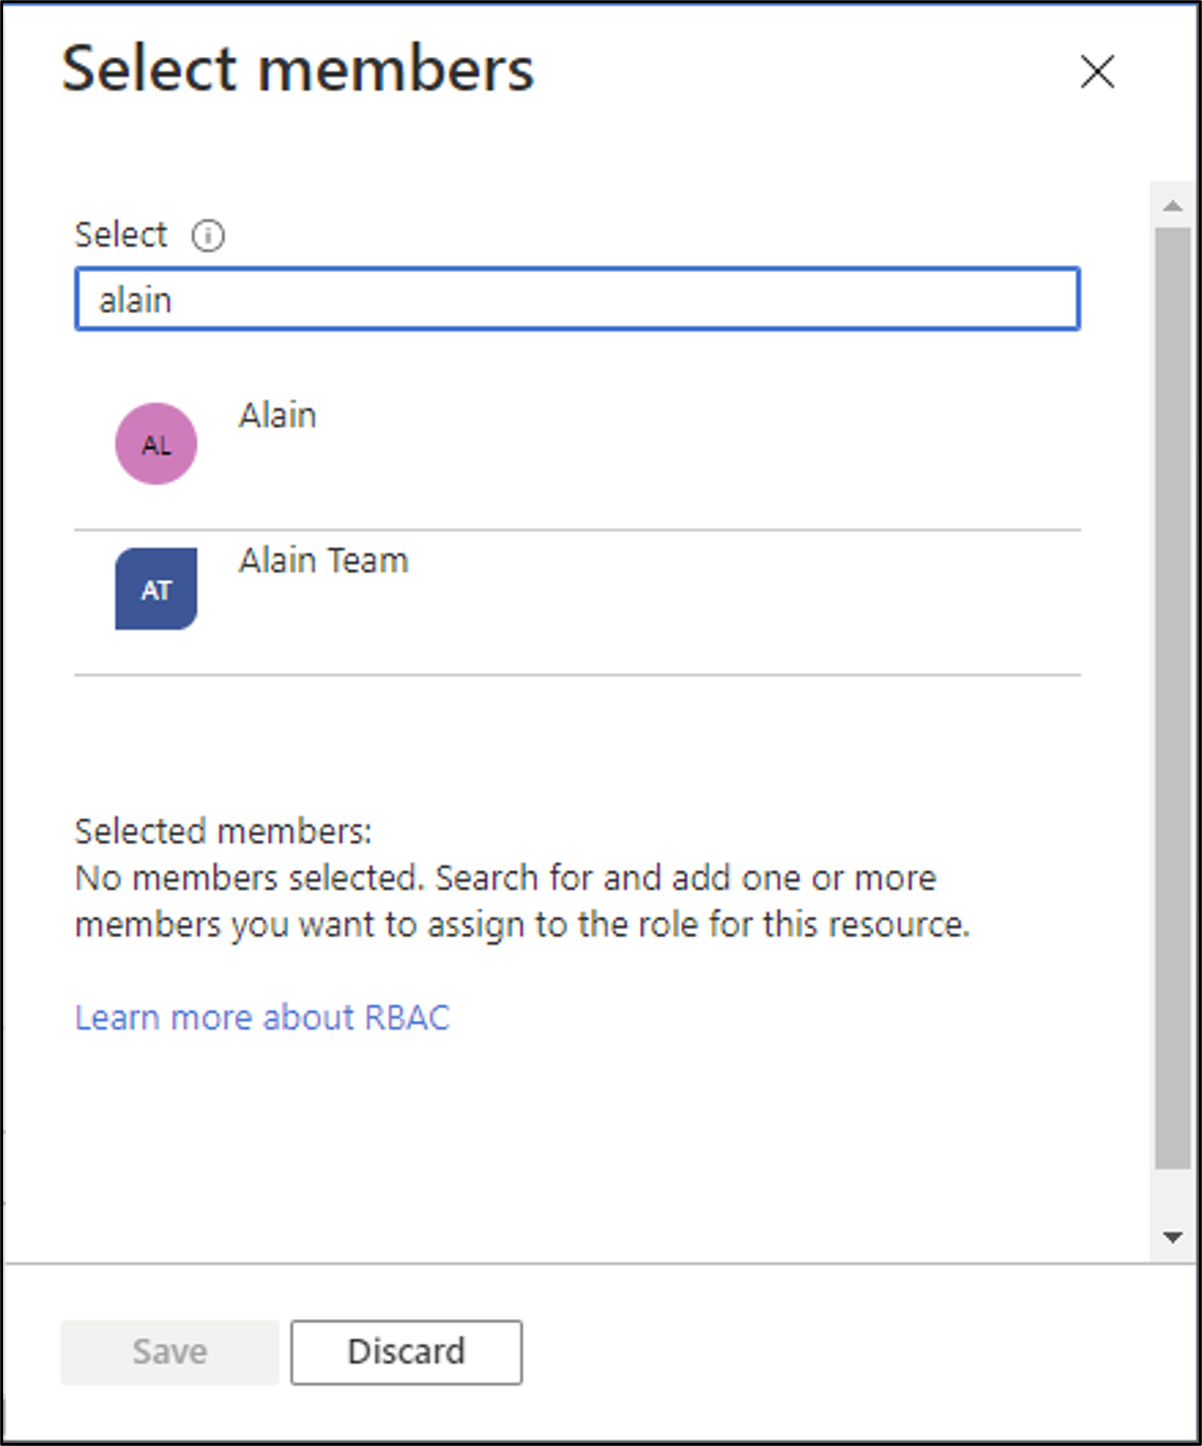 Select members
Select
alain
AL
Alain
AT
Alain Team
Selected members:
No members selected. Search for and add one or more
members you want to assign to the role for this resource.
Learn more about RBAC
Save
Discard